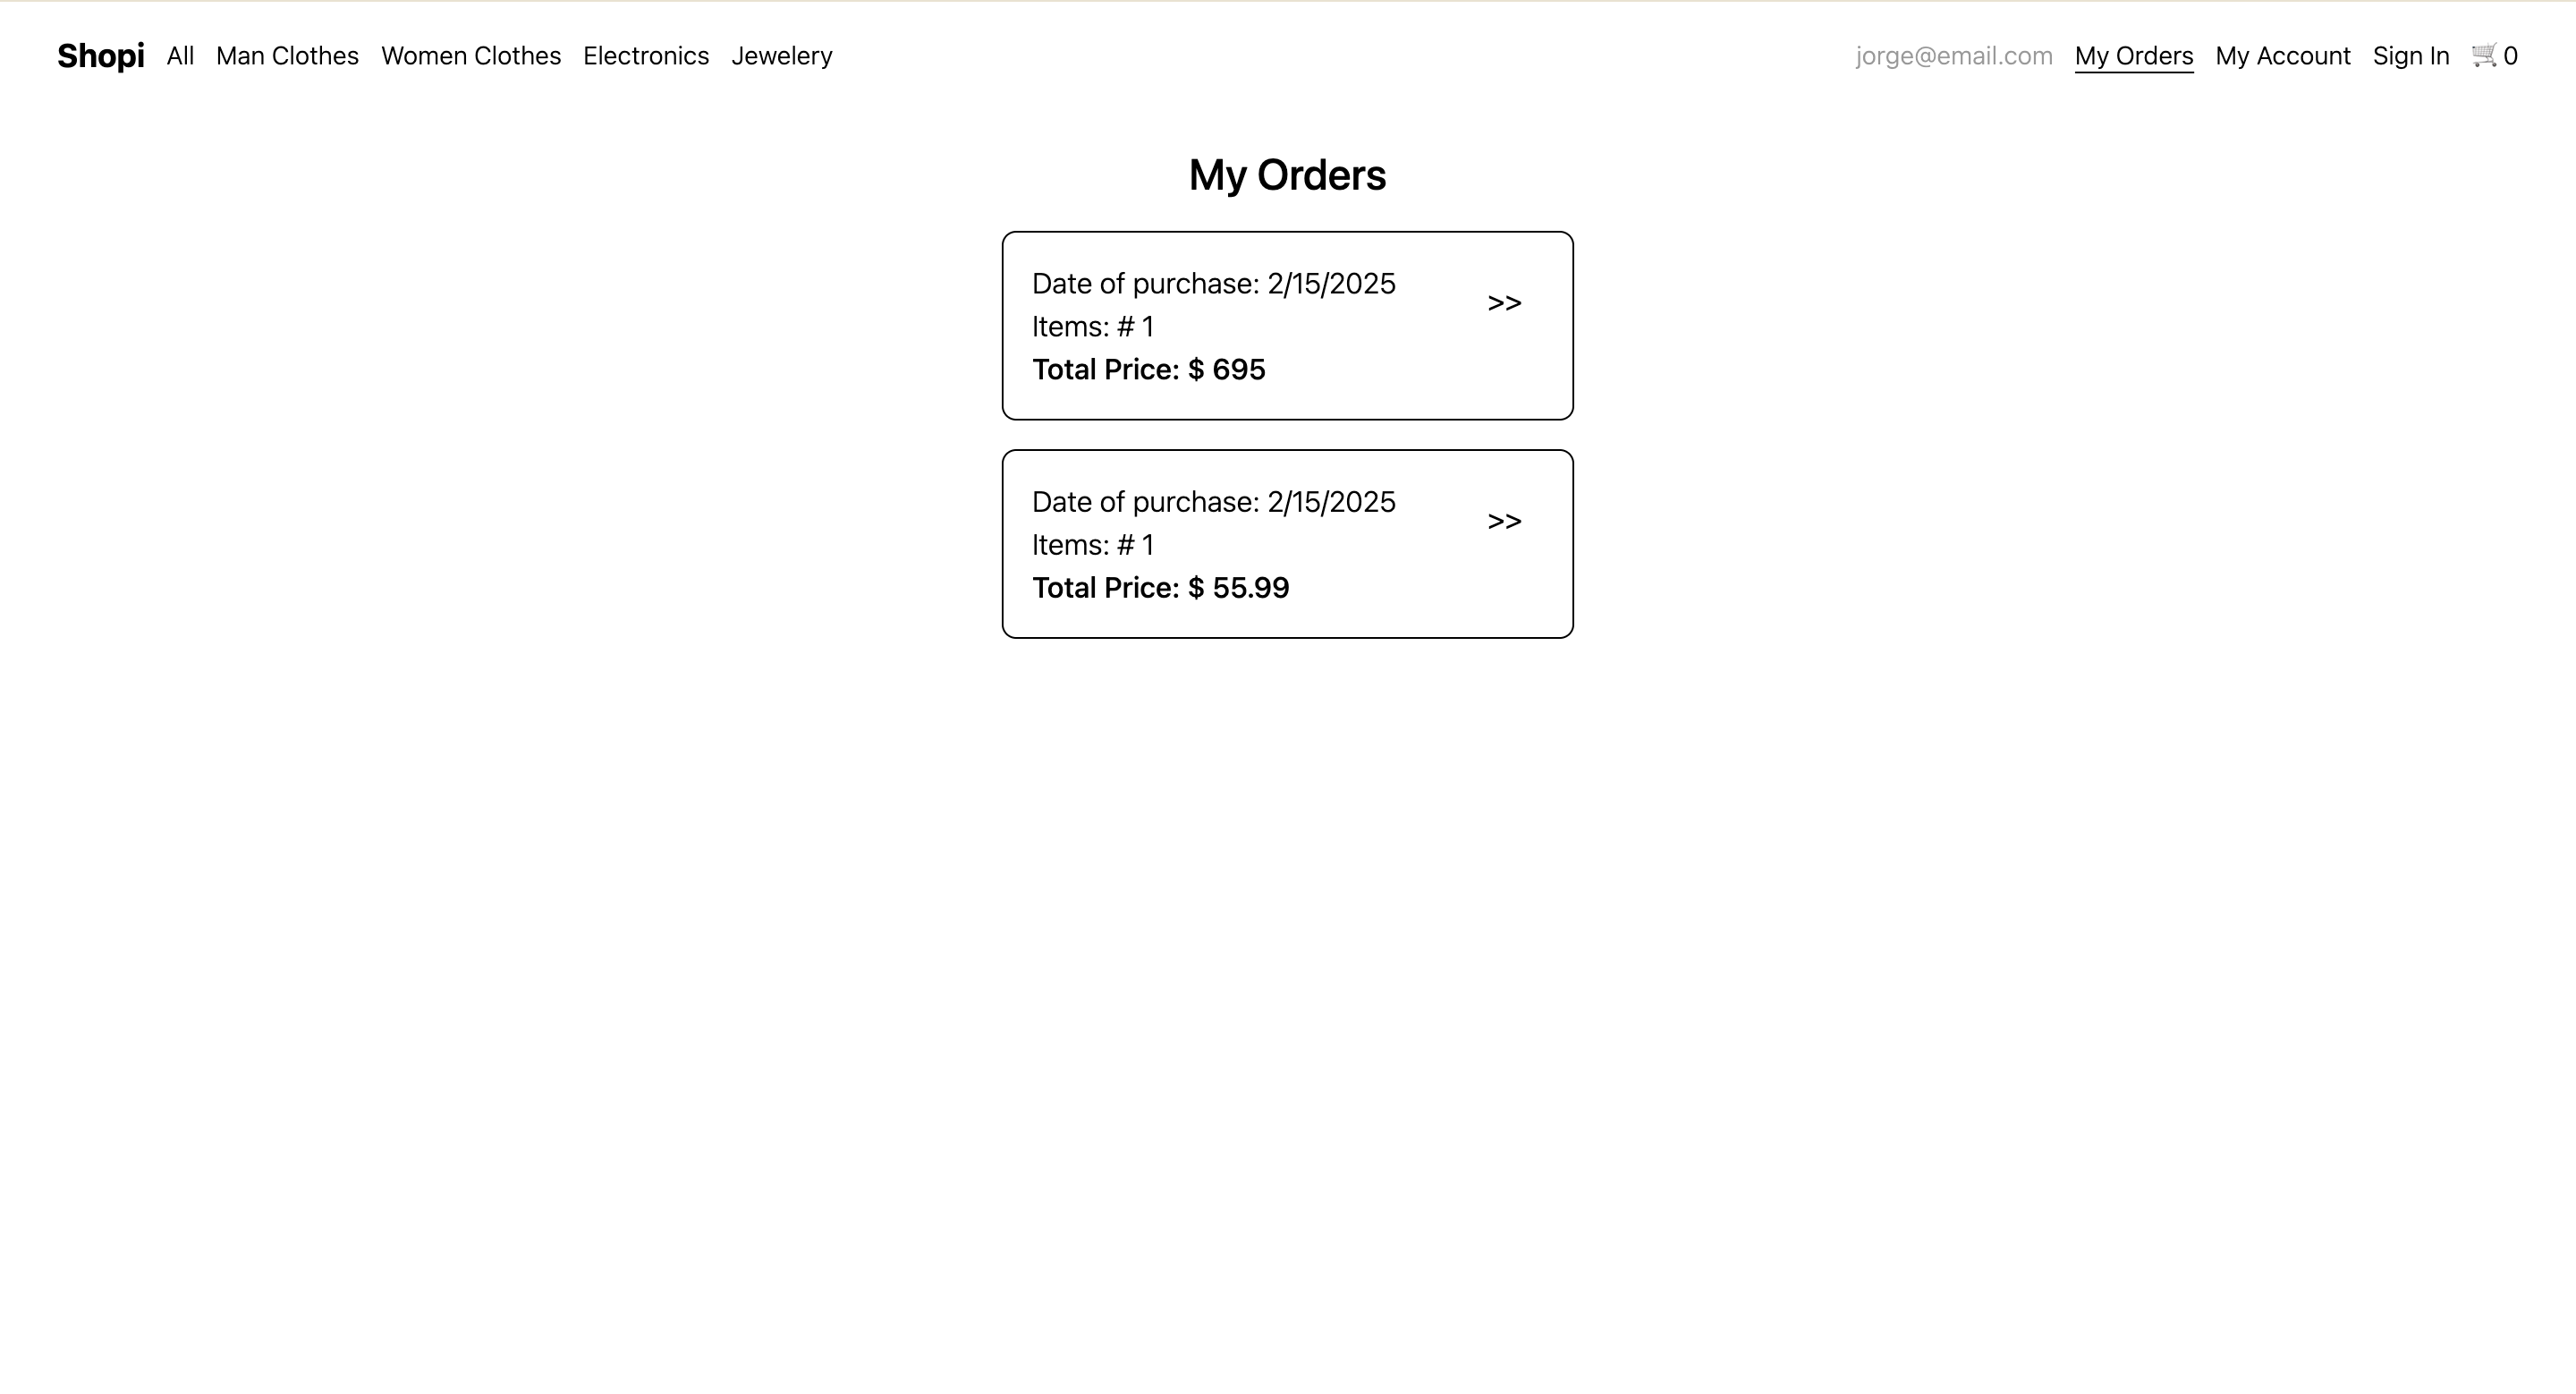 Shopi All Man Clothes Women Clothes Electronics Jewelery jorge@email.com My Orders My Account Sign In 🛒 0
My Orders
Date of purchase: 2/15/2025 >>
Items: # 1
Total Price: $ 695
Date of purchase: 2/15/2025 >>
Items: # 1
Total Price: $ 55.99